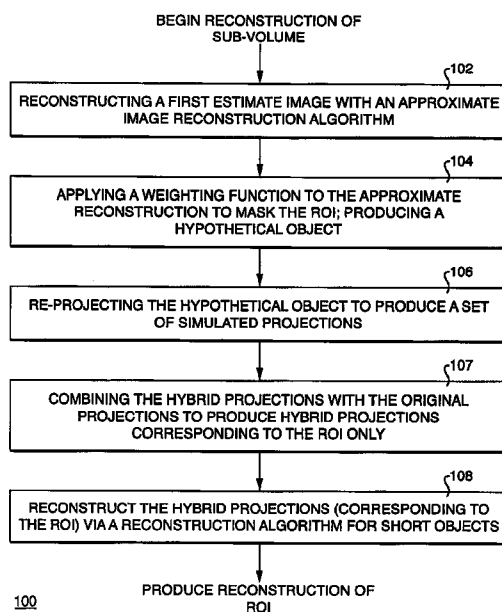 BEGIN RECONSTRUCTION OF
SUB-VOLUME
102
RECONSTRUCTING A FIRST ESTIMATE IMAGE WITH AN APPROXIMATE
IMAGE RECONSTRUCTION ALGORITHM
104
APPLYING A WEIGHTING FUNCTION TO THE APPROXIMATE
RECONSTRUCTION TO MASK THE ROI; PRODUCING A
HYPOTHETICAL OBJECT
106
RE-PROJECTING THE HYPOTHETICAL OBJECT TO PRODUCE A SET
OF SIMULATED PROJECTIONS
107
COMBINING THE HYBRID PROJECTIONS WITH THE ORIGINAL
PROJECTIONS TO PRODUCE HYBRID PROJECTIONS
CORRESPONDING TO THE ROI ONLY
108
RECONSTRUCT THE HYBRID PROJECTIONS (CORRESPONDING TO
THE ROI) VIA A RECONSTRUCTION ALGORITHM FOR SHORT OBJECTS
PRODUCE RECONSTRUCTION OF
ROI
100